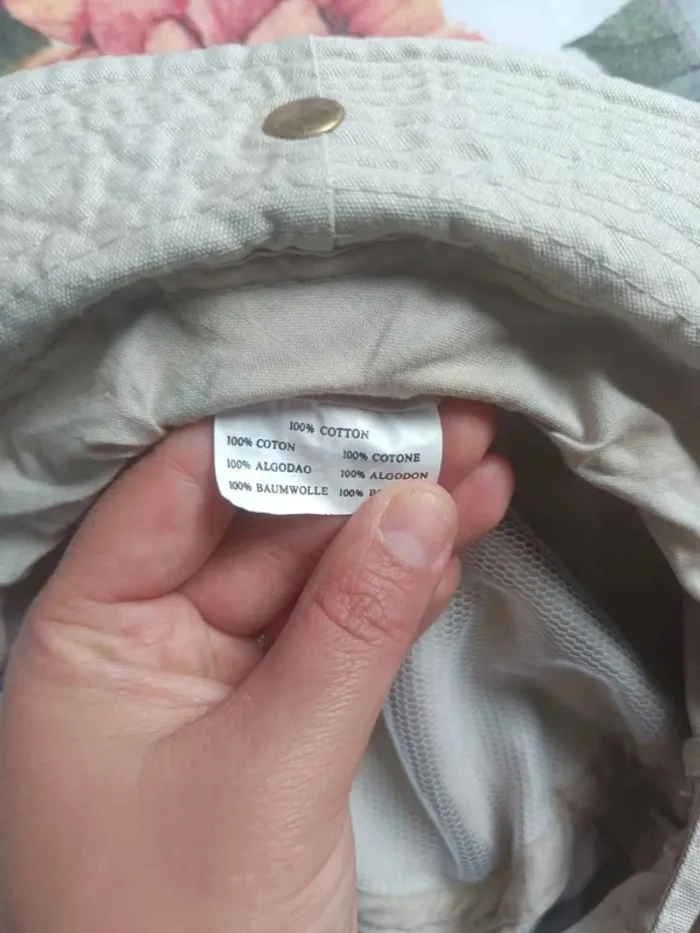 100% COTTON
100% COTON 100% COTONE
100% ALGODAO 100% ALGODON
100% BAUMWOLLE 100%